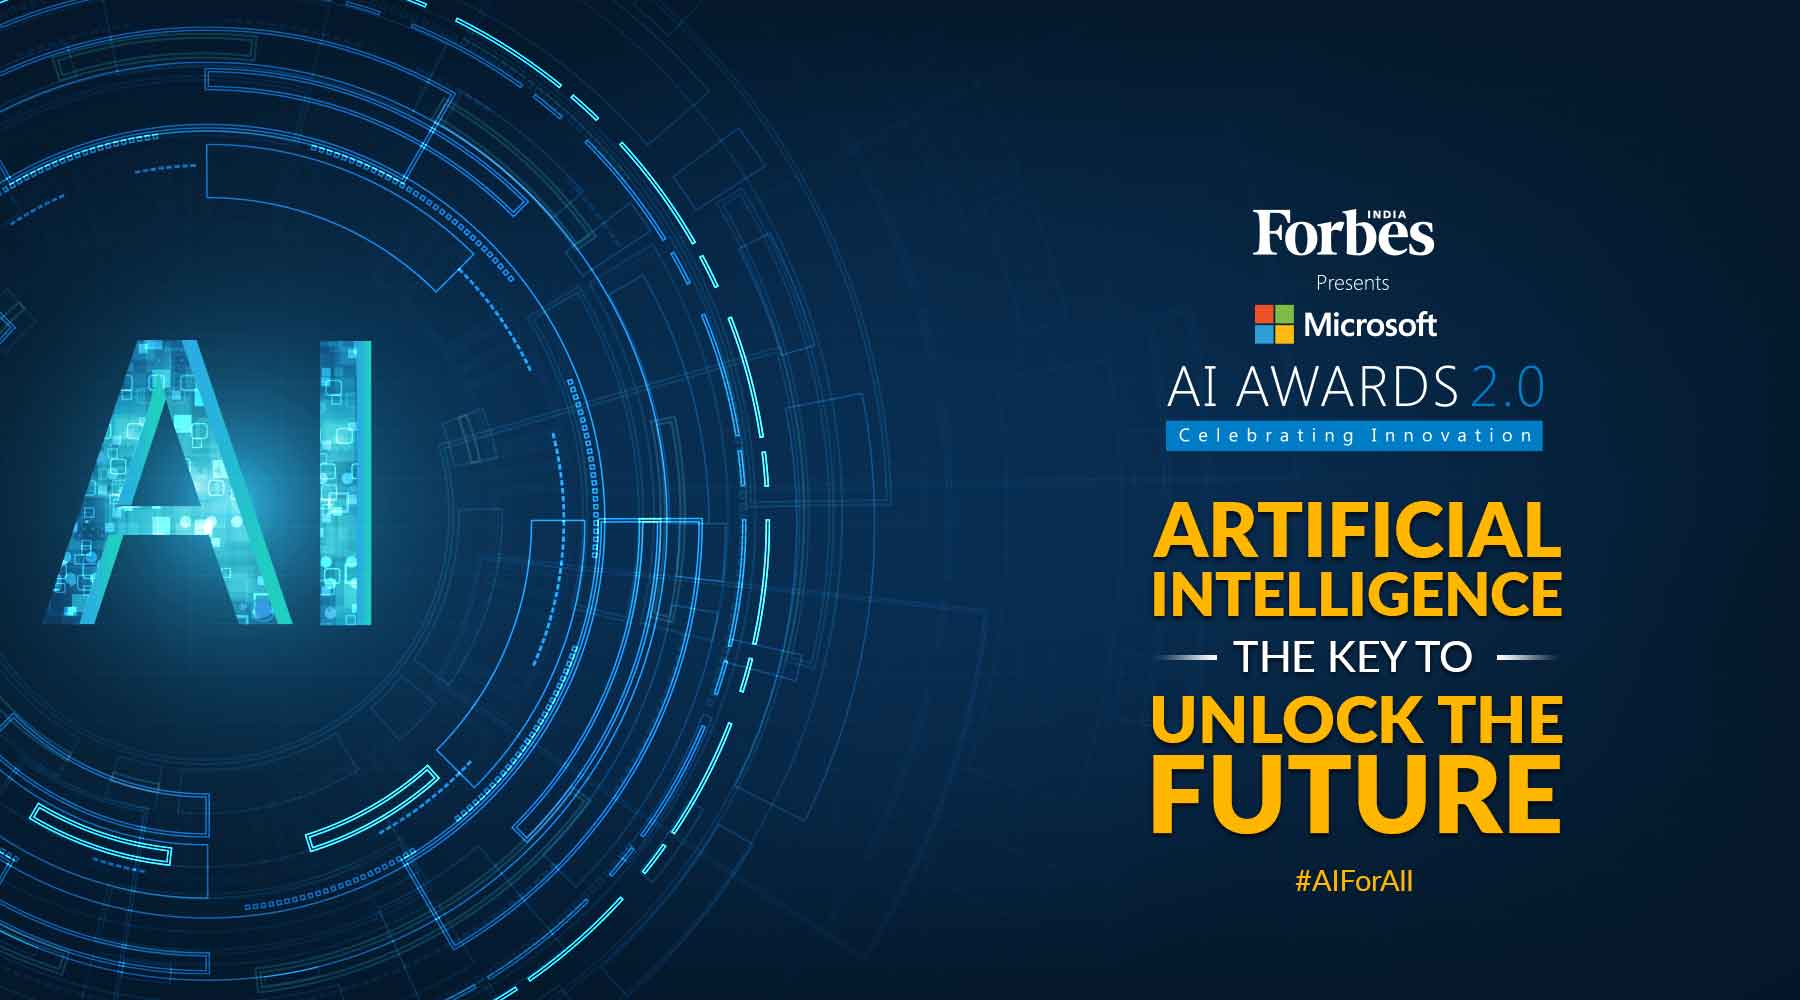 AI
Forbes
INDIA
Presents
Microsoft
AI AWARDS 2.0
Celebrating Innovation
ARTIFICIAL
INTELLIGENCE
THE KEY TO
UNLOCK THE
FUTURE
#AIForAll